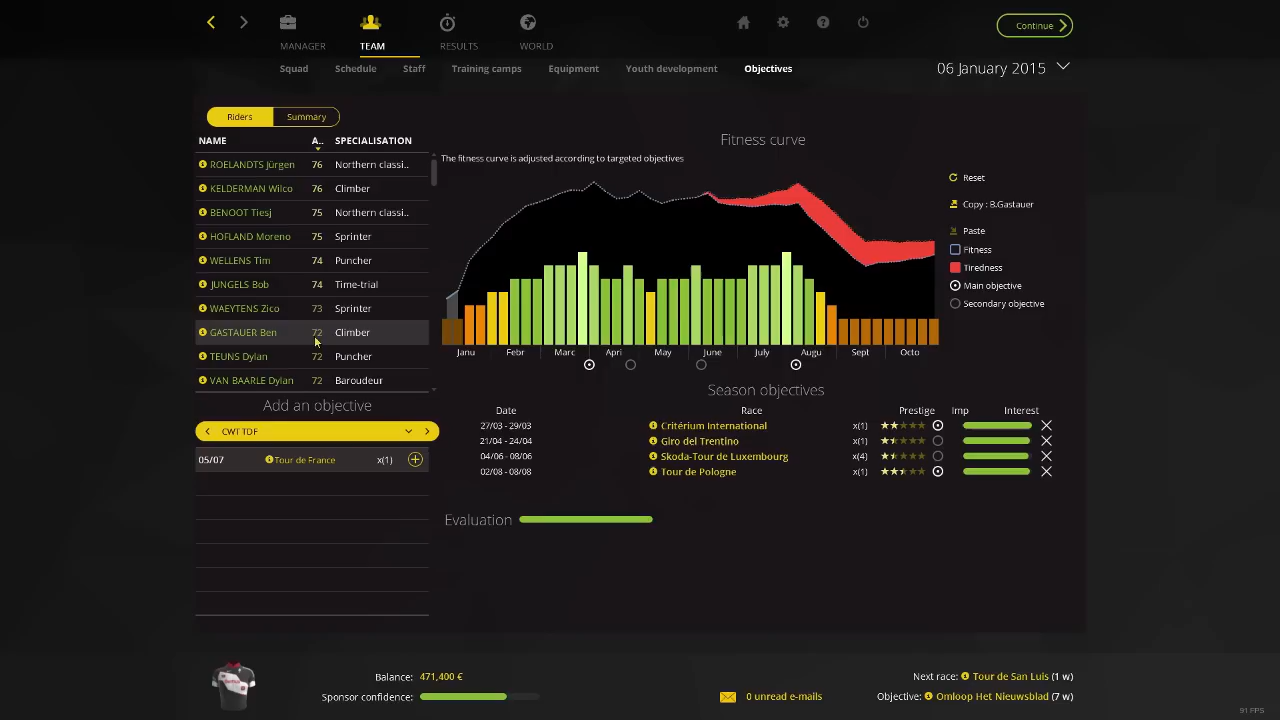 MANAGER TEAM RESULTS WORLD Continue
Squad Schedule Staff Training camps Equipment Youth development Objectives 06 January 2015
Riders Summary
NAME A.. SPECIALISATION
ROELANDTS Jürgen 76 Northern classi..
KELDERMAN Wilco 76 Climber
BENOOT Tiesj 75 Northern classi..
HOFLAND Moreno 75 Sprinter
WELLENS Tim 74 Puncher
JUNGELS Bob 74 Time-trial
WAEYTENS Zico 73 Sprinter
GASTAUER Ben 72 Climber
TEUNS Dylan 72 Puncher
VAN BAARLE Dylan 72 Baroudeur
Add an objective
CWT TDF
05/07 Tour de France x(1)
Fitness curve
The fitness curve is adjusted according to targeted objectives
Reset
Copy : B.Gastauer
Paste
Fitness
Tiredness
Main objective
Secondary objective
Janu Febr Marc Apri May June July Augu Sept Octo
Season objectives
Date Race Prestige Imp Interest
27/03 - 29/03 Critérium International x(1)
21/04 - 24/04 Giro del Trentino x(1)
04/06 - 08/06 Skoda-Tour de Luxembourg x(4)
02/08 - 08/08 Tour de Pologne x(1)
Evaluation
Balance: 471,400 €
Sponsor confidence:
0 unread e-mails
Next race: Tour de San Luis (1 w)
Objective: Omloop Het Nieuwsblad (7 w)
91 FPS